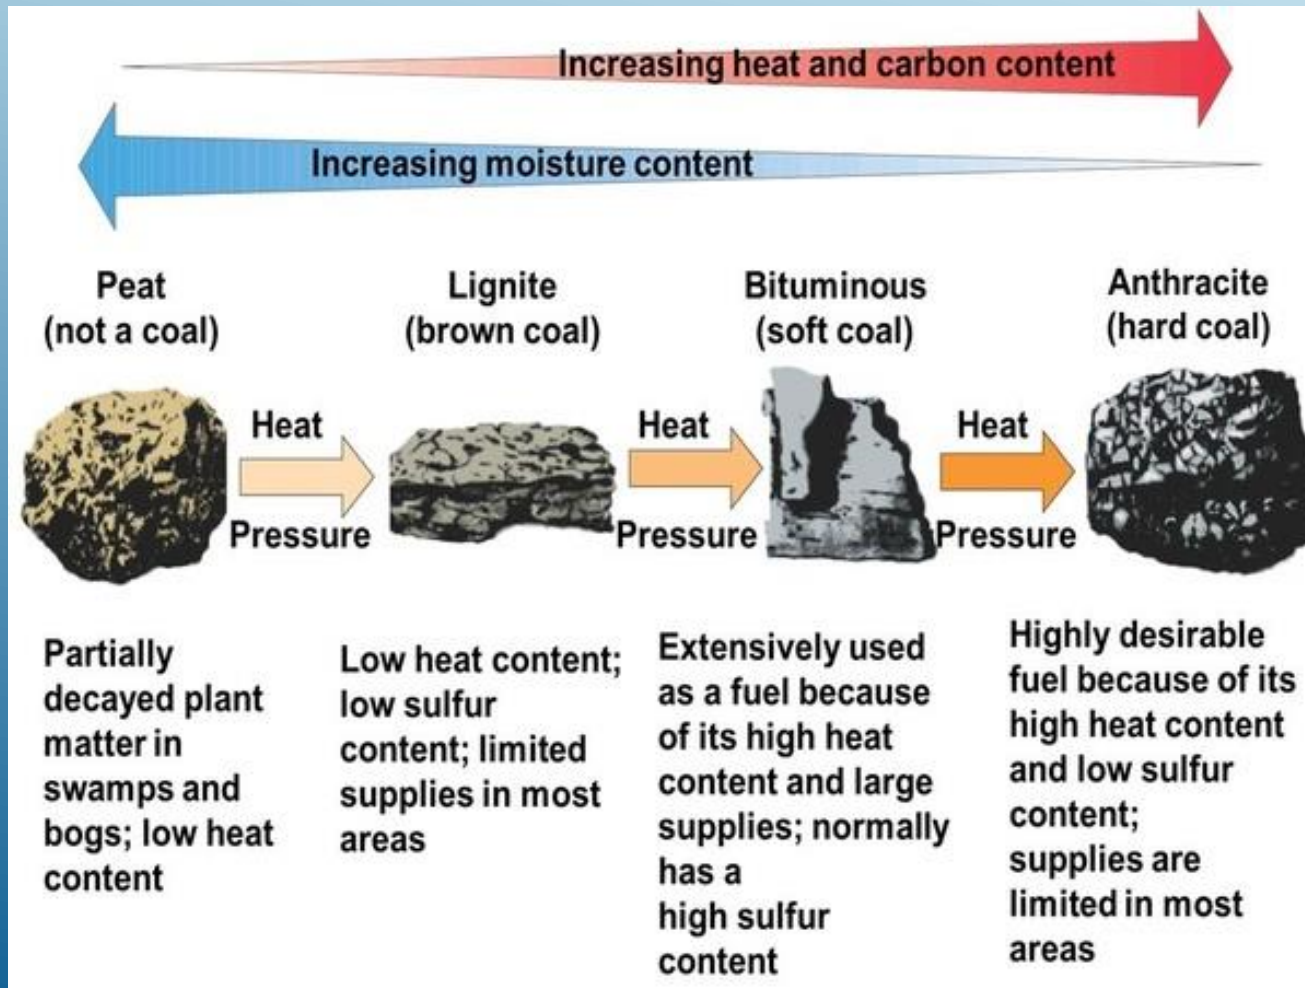 Increasing heat and carbon content
Increasing moisture content
Peat
(not a coal)
Lignite
(brown coal)
Bituminous
(soft coal)
Anthracite
(hard coal)
Heat
Pressure
Heat
Pressure
Heat
Pressure
Partially
decayed plant
matter in
swamps and
bogs; low heat
content
Low heat content;
low sulfur
content; limited
supplies in most
areas
Extensively used
as a fuel because
of its high heat
content and large
supplies; normally
has a
high sulfur
content
Highly desirable
fuel because of its
high heat content
and low sulfur
content;
supplies are
limited in most
areas